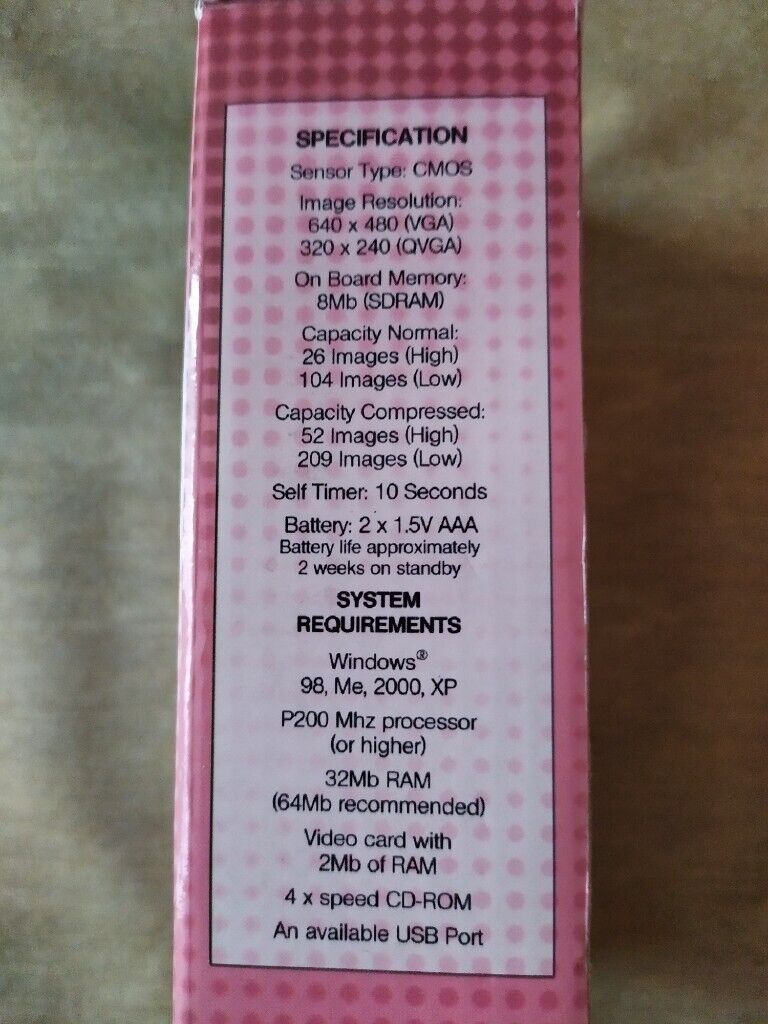 SPECIFICATION
Sensor Type: CMOS
Image Resolution:
640 x 480 (VGA)
320 x 240 (QVGA)
On Board Memory:
8Mb (SDRAM)
Capacity Normal:
26 Images (High)
104 Images (Low)
Capacity Compressed:
52 Images (High)
209 Images (Low)
Self Timer: 10 Seconds
Battery: 2 x 1.5V AAA
Battery life approximately
2 weeks on standby
SYSTEM
REQUIREMENTS
Windows®
98, Me, 2000, XP
P200 Mhz processor
(or higher)
32Mb RAM
(64Mb recommended)
Video card with
2Mb of RAM
4 x speed CD-ROM
An available USB Port